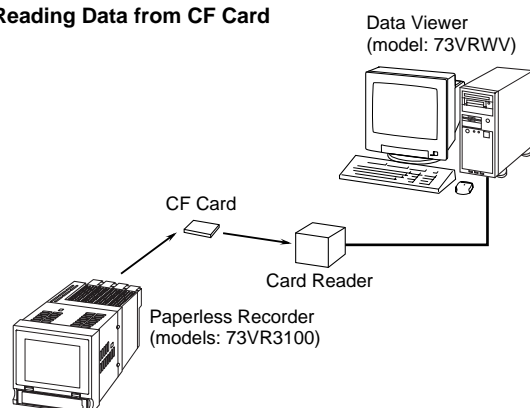 Reading Data from CF Card
Data Viewer
(model: 73VRWV)
CF Card
Card Reader
Paperless Recorder
(models: 73VR3100)